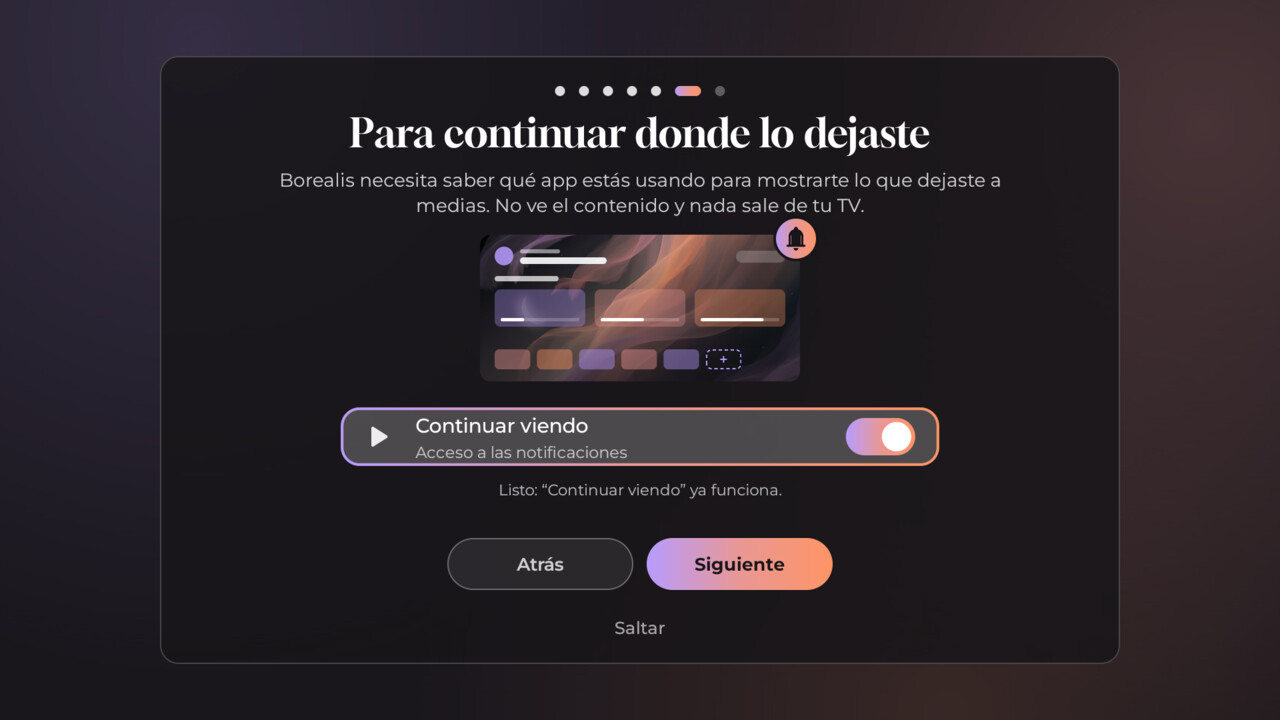 Para continuar donde lo dejaste
Borealis necesita saber qué app estás usando para mostrarte lo que dejaste a
medias. No ve el contenido y nada sale de tu TV.
+
Continuar viendo
Acceso a las notificaciones
Listo: “Continuar viendo” ya funciona.
Atrás
Siguiente
Saltar